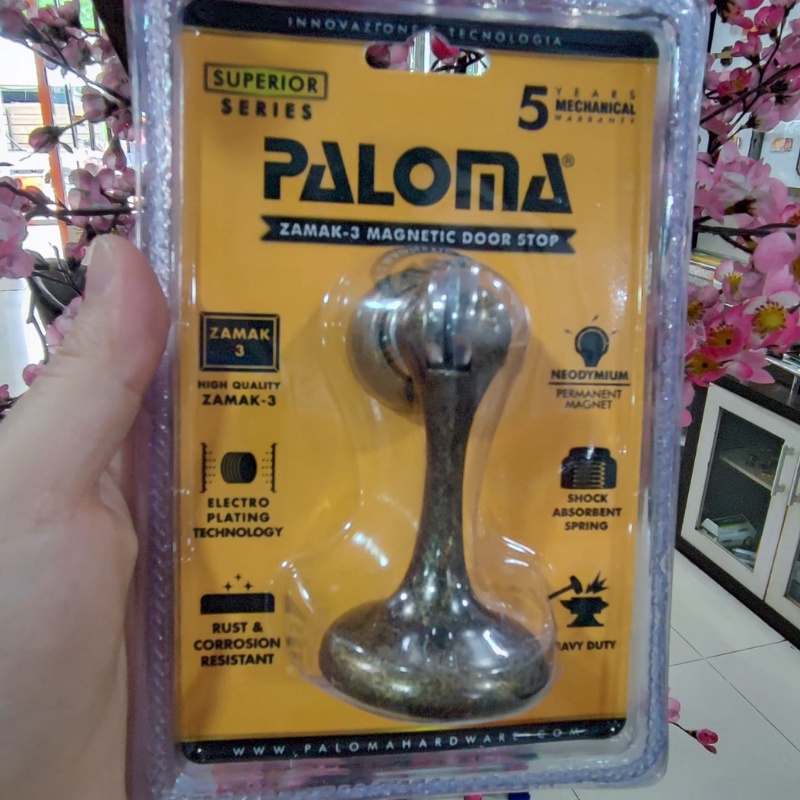 INNOVAZIONE & TECNOLOGIA
SUPERIOR
SERIES
5 YEARS
MECHANICAL
WARRANTY
PALOMA®
ZAMAK-3 MAGNETIC DOOR STOP
ZAMAK
3
HIGH QUALITY
ZAMAK-3
NEODYMIUM
PERMANENT
MAGNET
ELECTRO
PLATING
TECHNOLOGY
SHOCK
ABSORBENT
SPRING
RUST &
CORROSION
RESISTANT
AVY DUTY
WWW.PALOMAHARDWARE.COM